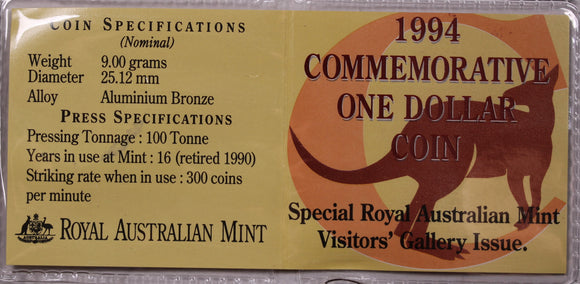 COIN SPECIFICATIONS
(Nominal)
Weight 9.00 grams
Diameter 25.12 mm
Alloy Aluminium Bronze
PRESS SPECIFICATIONS
Pressing Tonnage : 100 Tonne
Years in use at Mint : 16 (retired 1990)
Striking rate when in use : 300 coins
per minute
ROYAL AUSTRALIAN MINT
1994
COMMEMORATIVE
ONE DOLLAR
COIN
Special Royal Australian Mint
Visitors' Gallery Issue.